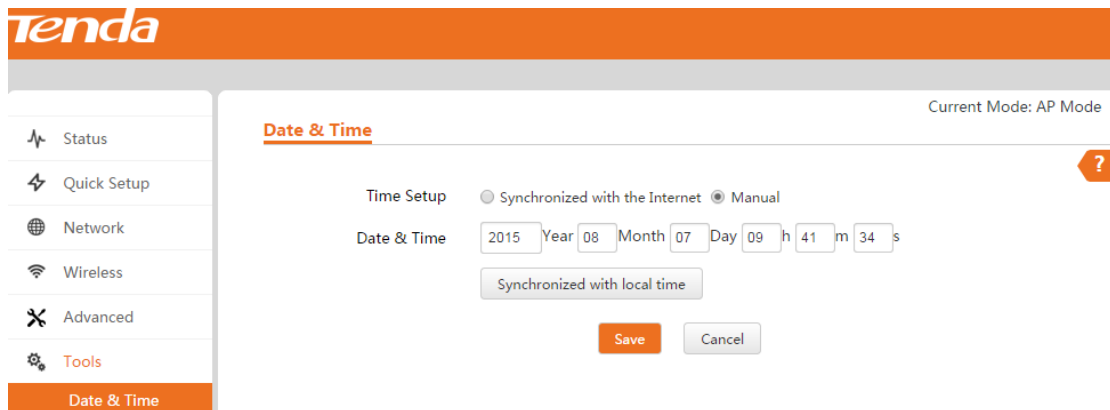 Tenda
Current Mode: AP Mode
Status
Quick Setup
Network
Wireless
Advanced
Tools
Date & Time
Date & Time
?
Time Setup Synchronized with the Internet Manual
Date & Time 2015 Year 08 Month 07 Day 09 h 41 m 34 s
Synchronized with local time
Save Cancel